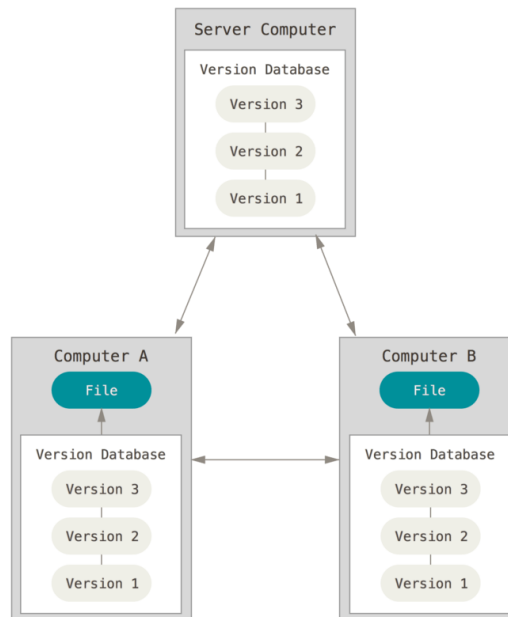 Server Computer
Version Database
Version 3
Version 2
Version 1
Computer A
File
Version Database
Version 3
Version 2
Version 1
Computer B
File
Version Database
Version 3
Version 2
Version 1